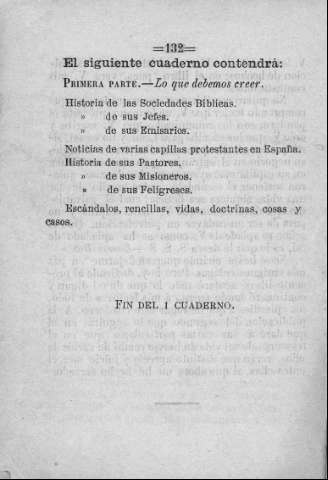 =132=
El siguiente cuaderno contendrá:
PRIMERA PARTE.—Lo que debemos creer.
Historia de las Sociedades Bíblicas.
» de sus Jefes.
» de sus Emisarios.
Noticias de varias capillas protestantes en España.
Historia de sus Pastores.
» de sus Misioneros.
» de sus Feligreses.
Escándalos, rencillas, vidas, doctrinas, cosas y
casos.
FIN DEL I CUADERNO.